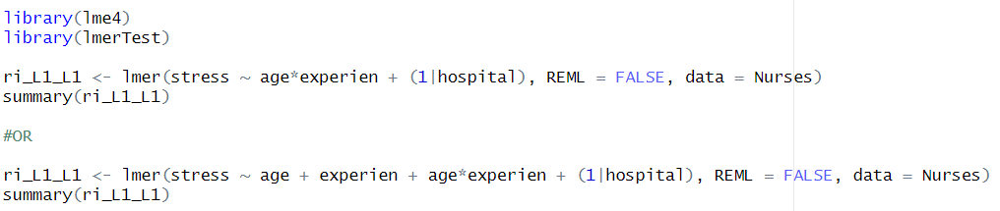 library(lme4)
library(lmerTest)
ri_L1_L1 <- lmer(stress ~ age*experien + (1|hospital), REML = FALSE, data = Nurses)
summary(ri_L1_L1)
#OR
ri_L1_L1 <- lmer(stress ~ age + experien + age*experien + (1|hospital), REML = FALSE, data = Nurses)
summary(ri_L1_L1)